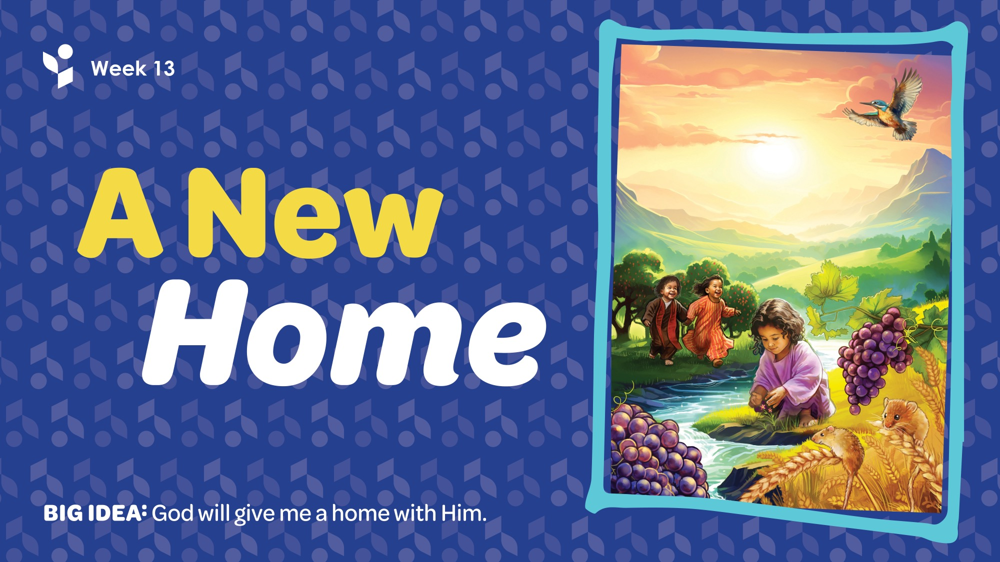 Week 13
A New
Home
BIG IDEA: God will give me a home with Him.